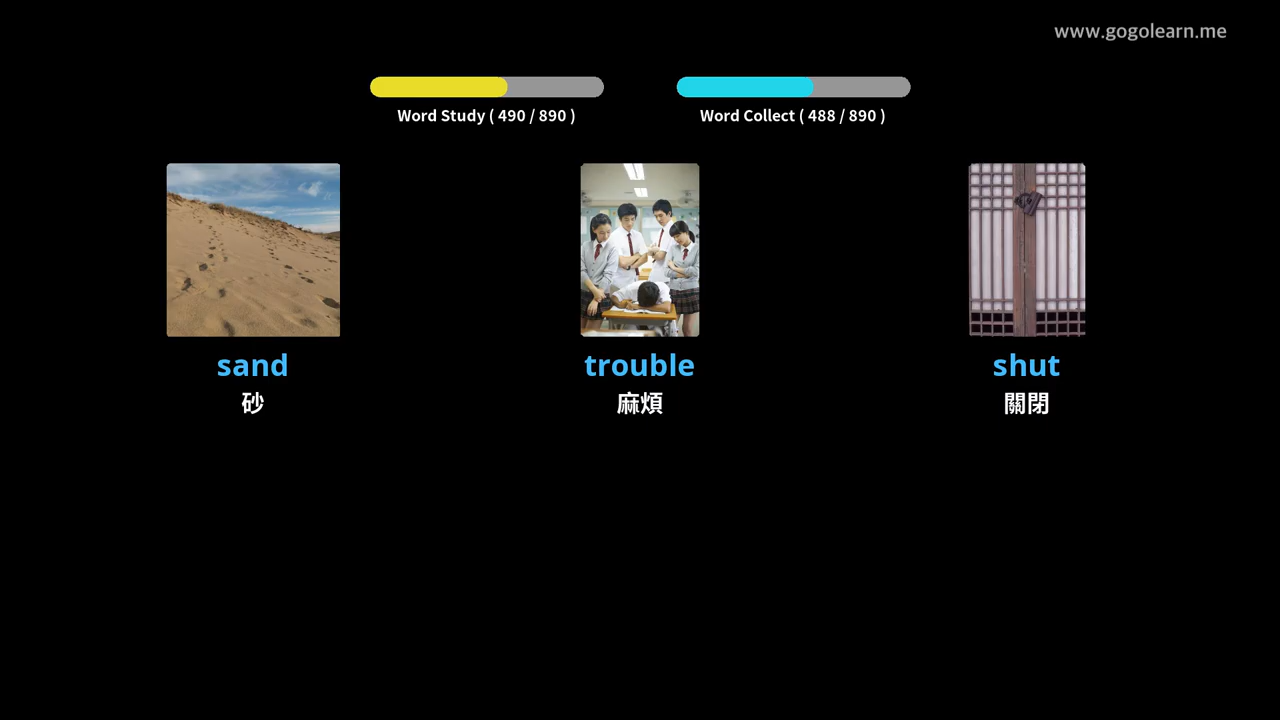 www.gogolearn.me
Word Study ( 490 / 890 )
Word Collect ( 488 / 890 )
sand
trouble
shut
砂
麻煩
關閉